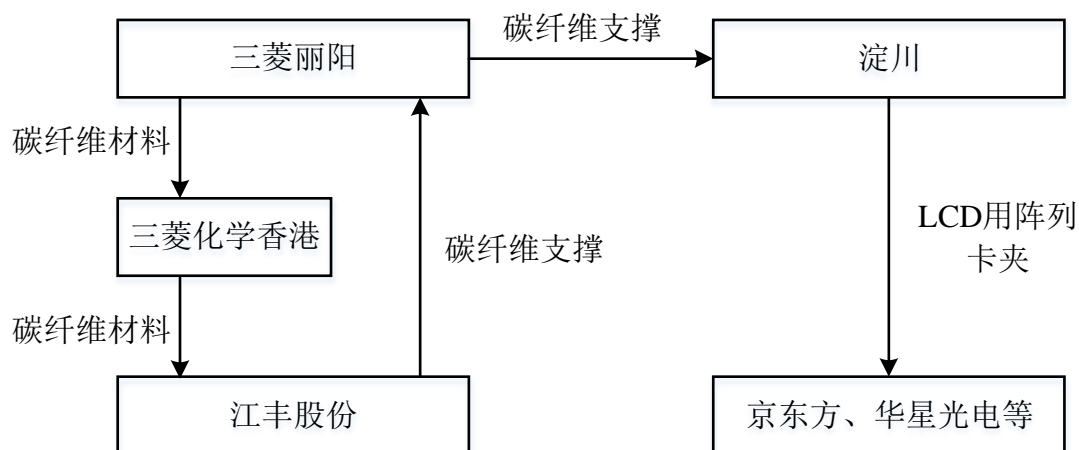 碳纤维支撑
三菱丽阳
淀川
碳纤维材料
三菱化学香港
碳纤维支撑
LCD用阵列
卡夹
碳纤维材料
江丰股份
京东方、华星光电等